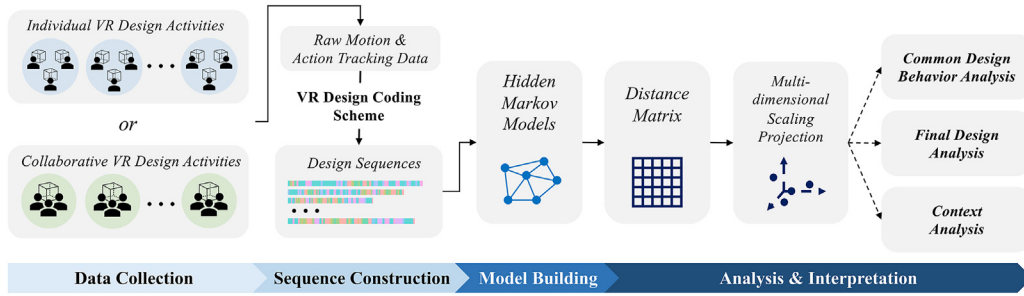 Individual VR Design Activities
or
Collaborative VR Design Activities
Raw Motion &
Action Tracking Data
VR Design Coding
Scheme
Design Sequences
Hidden
Markov
Models
Distance
Matrix
Multi-
dimensional
Scaling
Projection
Common Design
Behavior Analysis
Final Design
Analysis
Context
Analysis
Data Collection
Sequence Construction
Model Building
Analysis & Interpretation